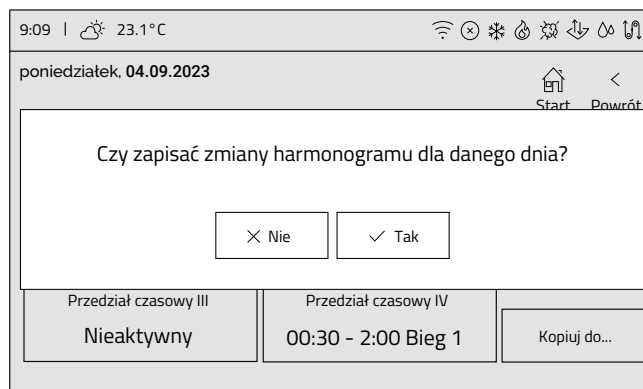 9:09 | 23.1°C
poniedziałek, 04.09.2023
Start Powrót
Czy zapisać zmiany harmonogramu dla danego dnia?
Nie Tak
Przedział czasowy III Przedział czasowy IV
Nieaktywny 00:30 - 2:00 Bieg 1 Kopiuj do...